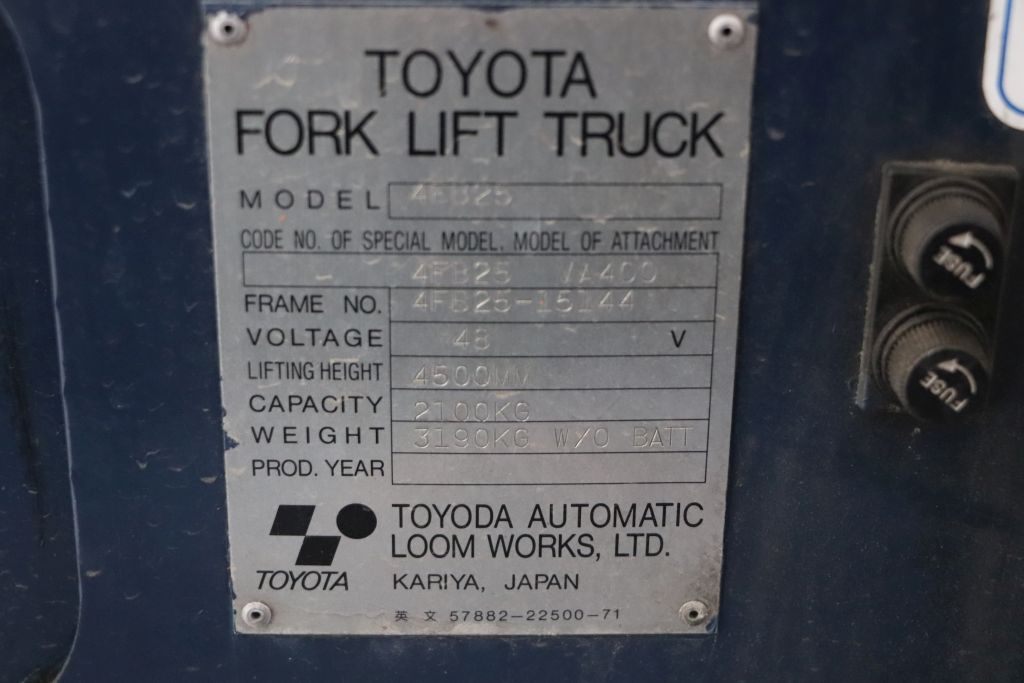 TOYOTA
FORK LIFT TRUCK
MODEL 4FB25
CODE NO. OF SPECIAL MODEL. MODEL OF ATTACHMENT
4FB25 VA400
FRAME NO. 4FB25-15144
VOLTAGE 48 V
LIFTING HEIGHT 4500MM
CAPACITY 2100KG
WEIGHT 3190KG W/O BATT
PROD. YEAR
TOYODA AUTOMATIC
LOOM WORKS, LTD.
TOYOTA KARIYA, JAPAN
英文 57882-22500-71
FUSE
FUSE